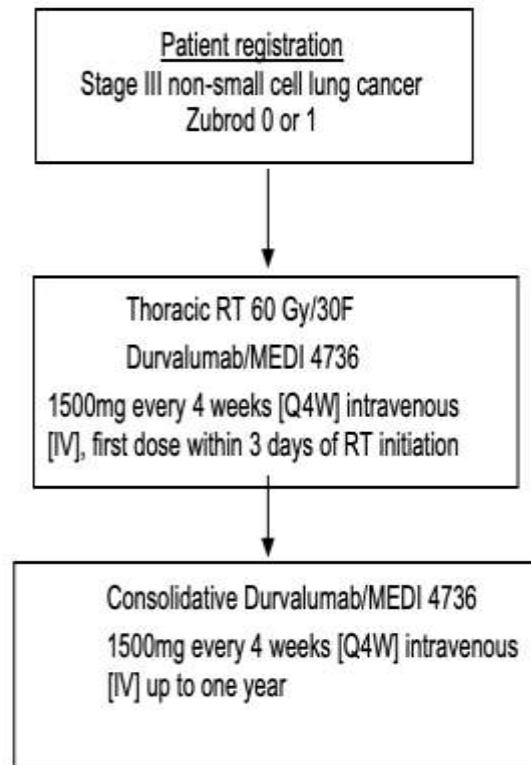 Patient registration
Stage III non-small cell lung cancer
Zubrod 0 or 1
Thoracic RT 60 Gy/30F
Durvalumab/MEDI 4736
1500mg every 4 weeks [Q4W] intravenous
[IV], first dose within 3 days of RT initiation
Consolidative Durvalumab/MEDI 4736
1500mg every 4 weeks [Q4W] intravenous
[IV] up to one year